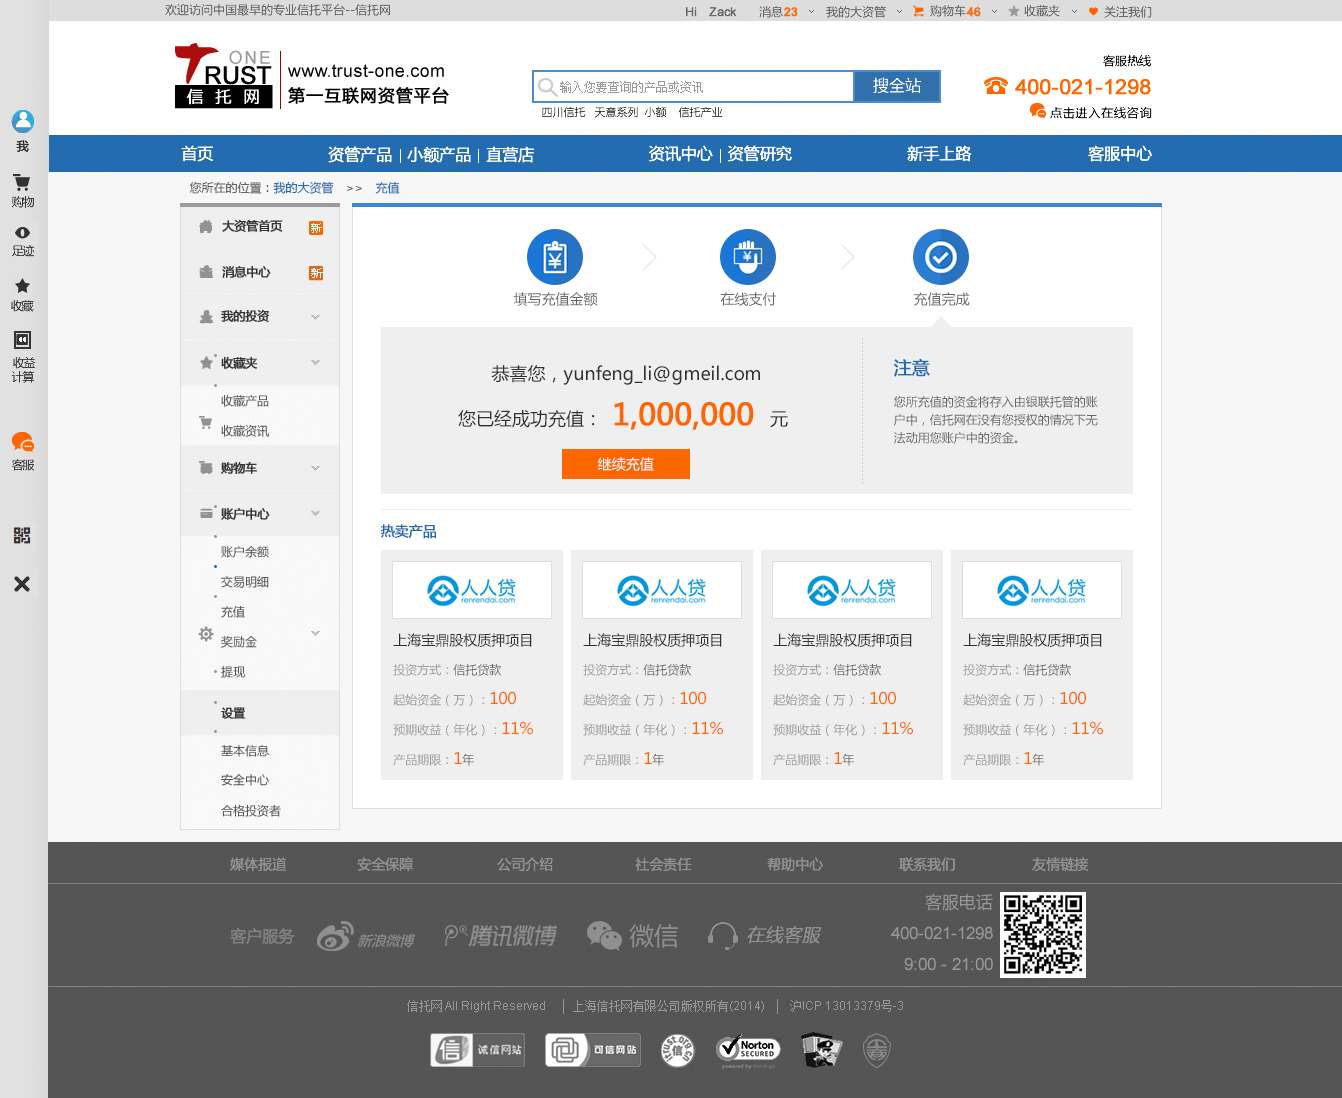 欢迎访问中国最早的专业信托平台--信托网
Hi Zack 消息23 我的大资管 购物车46 收藏夹 关注我们
ONE
TRUST
信托网
www.trust-one.com
第一互联网资管平台
输入您要查询的产品或资讯 搜全站
四川信托 天意系列 小额 信托产业
客服热线
400-021-1298
点击进入在线咨询
首页 资管产品 | 小额产品 | 直营店 资讯中心 | 资管研究 新手上路 客服中心
您所在的位置：我的大资管 >> 充值
我
购物
足迹
收藏
收益
计算
客服
大资管首页 新
消息中心 新
我的投资
收藏夹
收藏产品
收藏资讯
购物车
账户中心
账户余额
交易明细
充值
奖励金
提现
设置
基本信息
安全中心
合格投资者
填写充值金额 在线支付 充值完成
恭喜您，yunfeng_li@gmeil.com
您已经成功充值： 1,000,000 元
继续充值
注意
您所充值的资金将存入由银联托管的账
户中，信托网在没有您授权的情况下无
法动用您账户中的资金。
热卖产品
人人贷 人人贷 人人贷 人人贷
renrendai.com renrendai.com renrendai.com renrendai.com
上海宝鼎股权质押项目 上海宝鼎股权质押项目 上海宝鼎股权质押项目 上海宝鼎股权质押项目
投资方式：信托贷款 投资方式：信托贷款 投资方式：信托贷款 投资方式：信托贷款
起始资金（万）：100 起始资金（万）：100 起始资金（万）：100 起始资金（万）：100
预期收益（年化）：11% 预期收益（年化）：11% 预期收益（年化）：11% 预期收益（年化）：11%
产品期限：1年 产品期限：1年 产品期限：1年 产品期限：1年
媒体报道 安全保障 公司介绍 社会责任 帮助中心 联系我们 友情链接
客户服务 新浪微博 腾讯微博 微信 在线客服
客服电话
400-021-1298
9:00 - 21:00
信托网 All Right Reserved | 上海信托网有限公司版权所有(2014) | 沪ICP 13013379号-3
信 诚信网站 可信网站 trust.org.cn 信 Norton
SECURED
powered by VeriSign